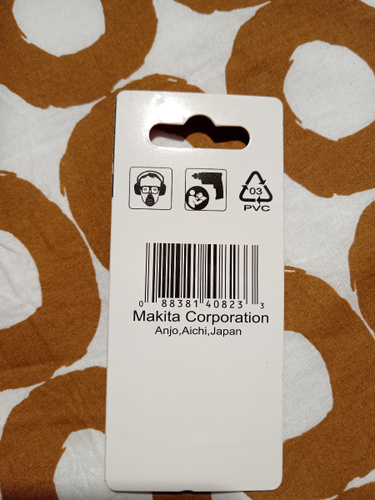 03
PVC
0 88381 40823 3
Makita Corporation
Anjo,Aichi,Japan